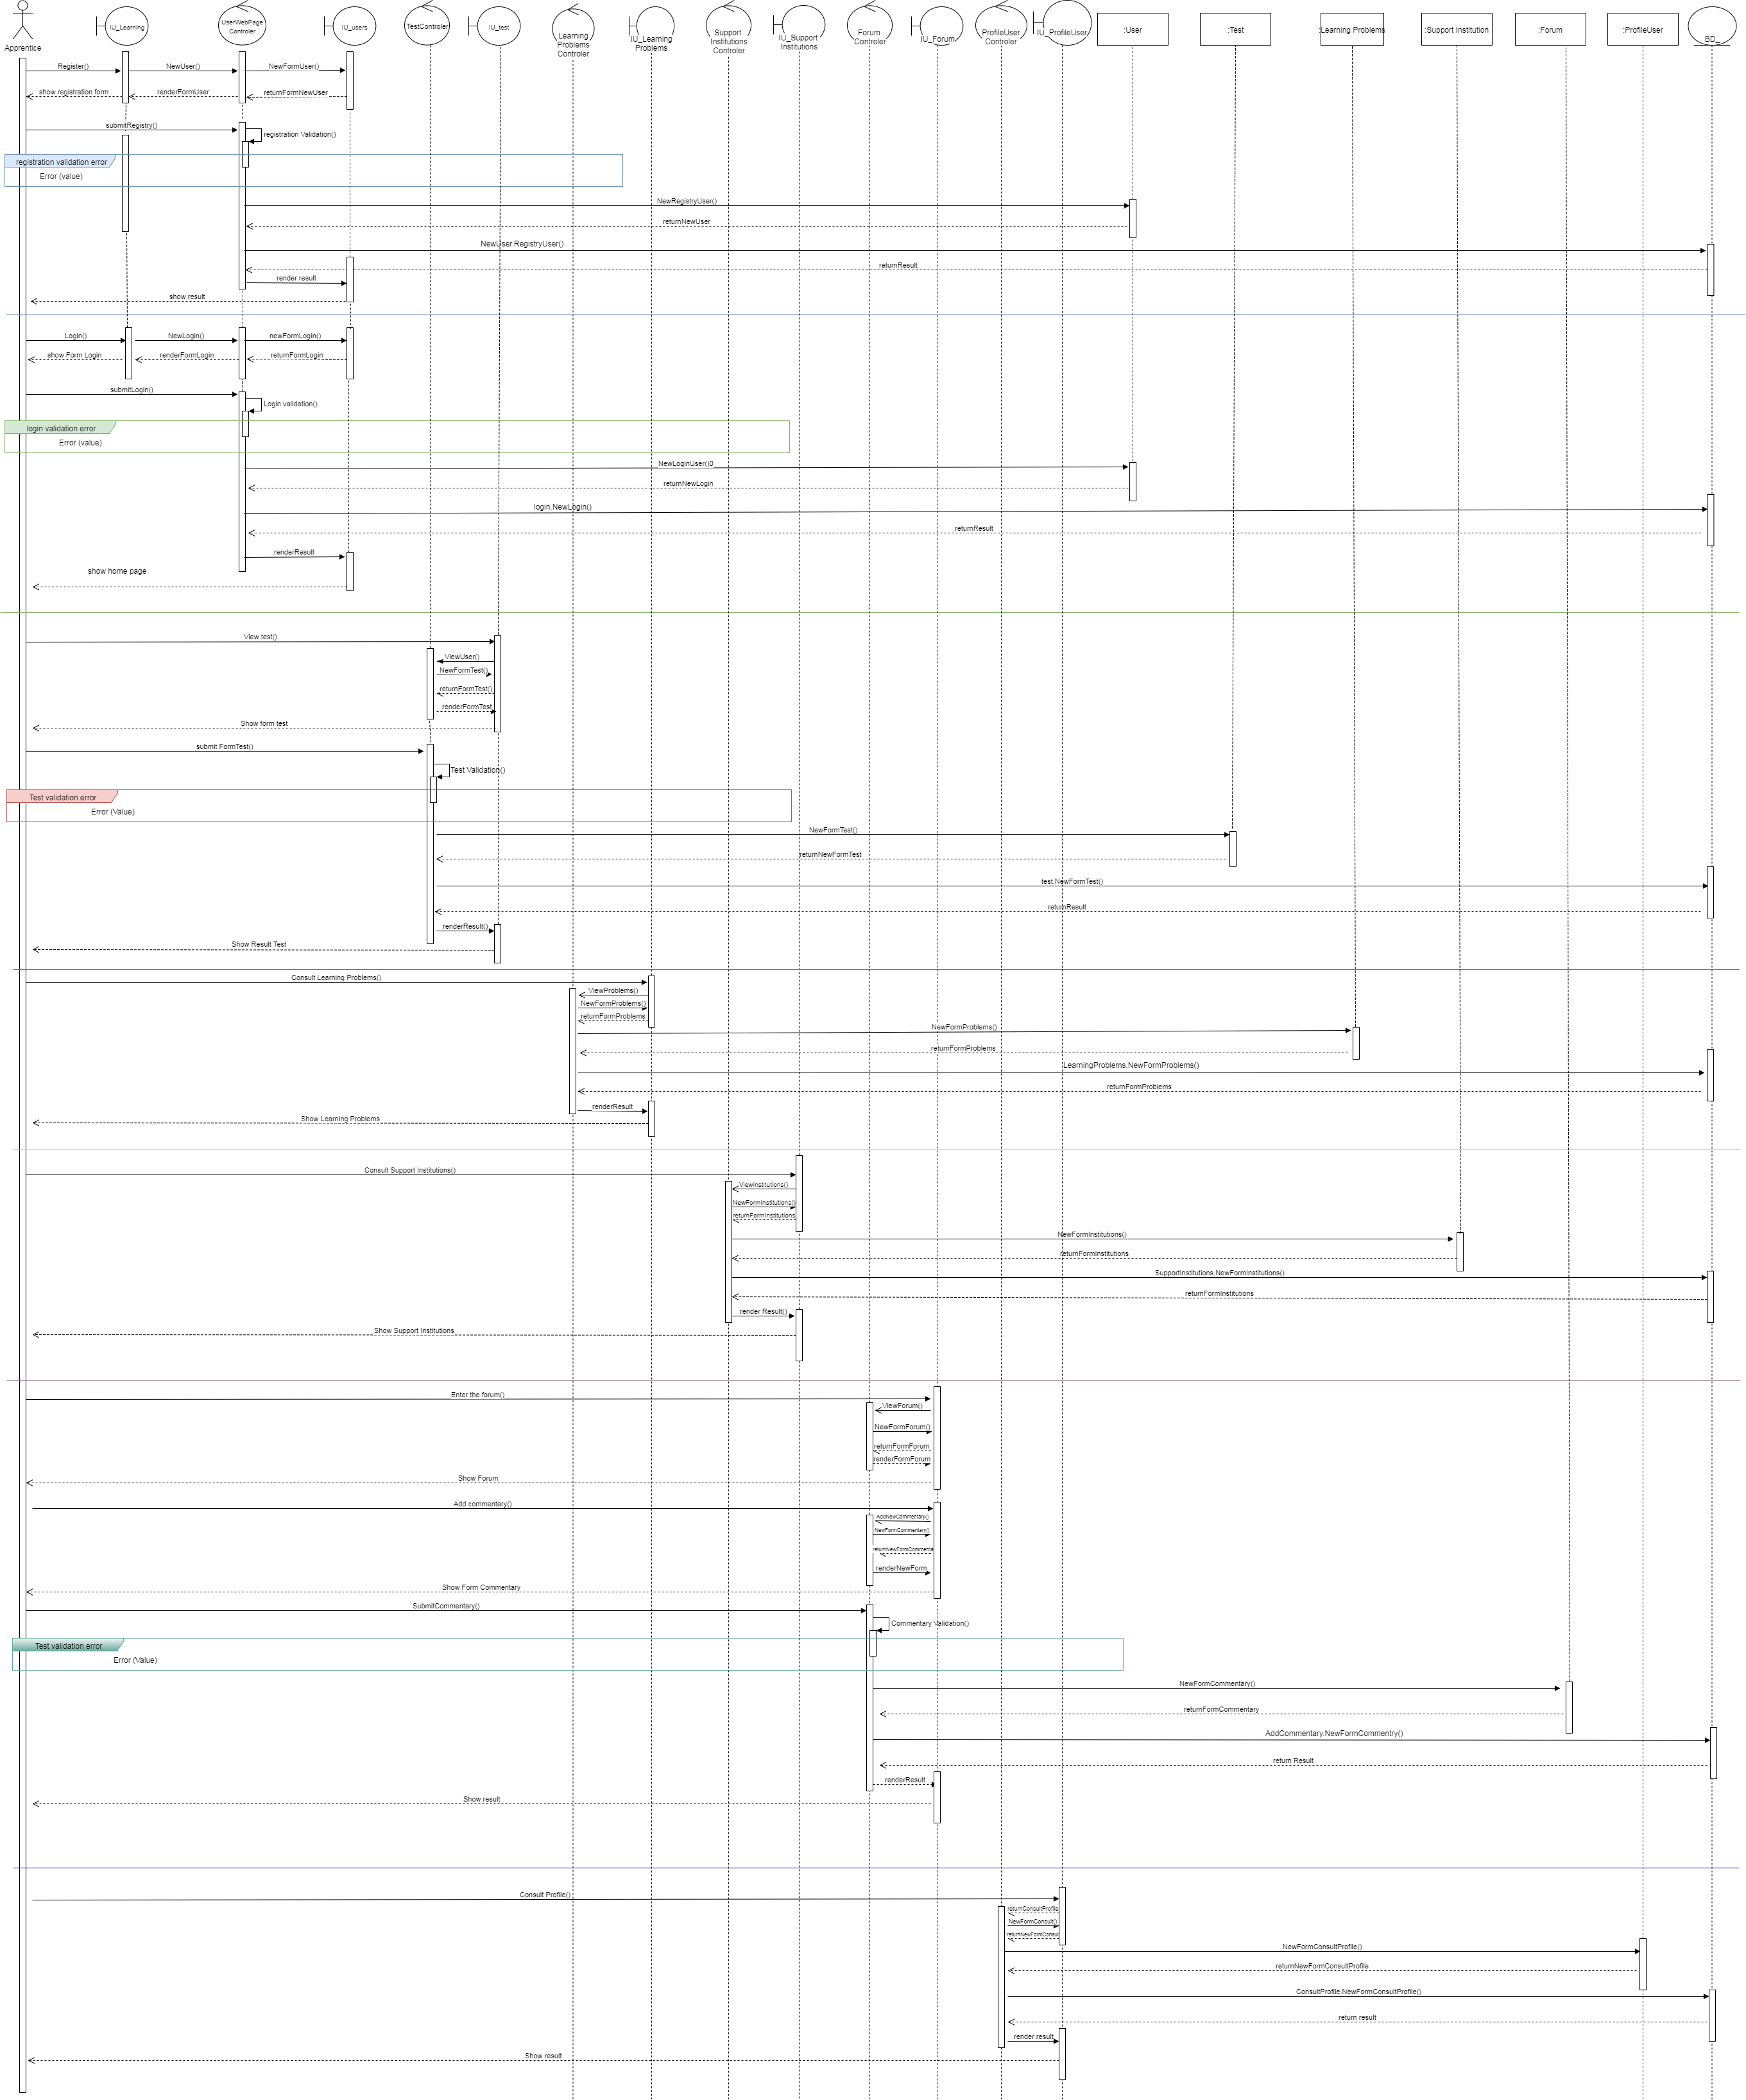 Apprentice
IU_Learning
UserWebPage
Controler
IU_users
TestControler
IU_test
Learning
Problems
Controler
IU_Learning
Problems
Support
Institutions
Controler
IU_Support
Institutions
Forum
Controler
IU_Forum
ProfileUser
Controler
IU_ProfileUser
:User
:Test
:Learning Problems
:Support Institution
:Forum
:ProfileUser
BD_
Register()
NewUser()
NewFormUser()
show registration form
renderFormUser
returnFormNewUser
submitRegistry()
registration Validation()
registration validation error
Error (value)
NewRegistryUser()
returnNewUser
NewUser.RegistryUser()
returnResult
render result
show result
Login()
NewLogin()
newFormLogin()
show Form Login
renderFormLogin
returnFormLogin
submitLogin()
Login validation()
login validation error
Error (value)
NewLoginUser()0
returnNewLogin
login.NewLogin()
returnResult
renderResult
show home page
View test()
ViewUser()
NewFormTest()
returnFormTest()
renderFormTest
Show form test
submit FormTest()
Test Validation()
Test validation error
Error (Value)
NewFormTest()
returnNewFormTest
test.NewFormTest()
returnResult
renderResult()
Show Result Test
Consult Learning Problems()
ViewProblems()
NewFormProblems()
returnFormProblems
NewFormProblems()
returnFormProblems
LearningProblems.NewFormProblems()
returnFormProblems
renderResult
Show Learning Problems
Consult Support Institutions()
ViewInstitutions()
NewFormInstitutions()
returnFormInstitutions
NewFormInstitutions()
returnFormInstitutions
SupportInstitutions.NewFormInstitutions()
returnFormInstitutions
render Result()
Show Support Institutions
Enter the forum()
ViewForum()
NewFormForum()
returnFormForum
renderFormForum
Show Forum
Add commentary()
AddNewCommentary()
NewFormCommentary()
returnNewFormCommenta
renderNewForm
Show Form Commentary
SubmitCommentary()
Commentary Validation()
Test validation error
Error (Value)
NewFormCommentary()
returnFormCommentary
AddCommentary.NewFormCommentry()
return Result
renderResult
Show result
Consult Profile()
returnConsultProfile
NewFormConsult()
returnNewFormConsul
NewFormConsultProfile()
returnNewFormConsultProfile
ConsultProfile.NewFormConsultProfile()
return result
render result
Show result